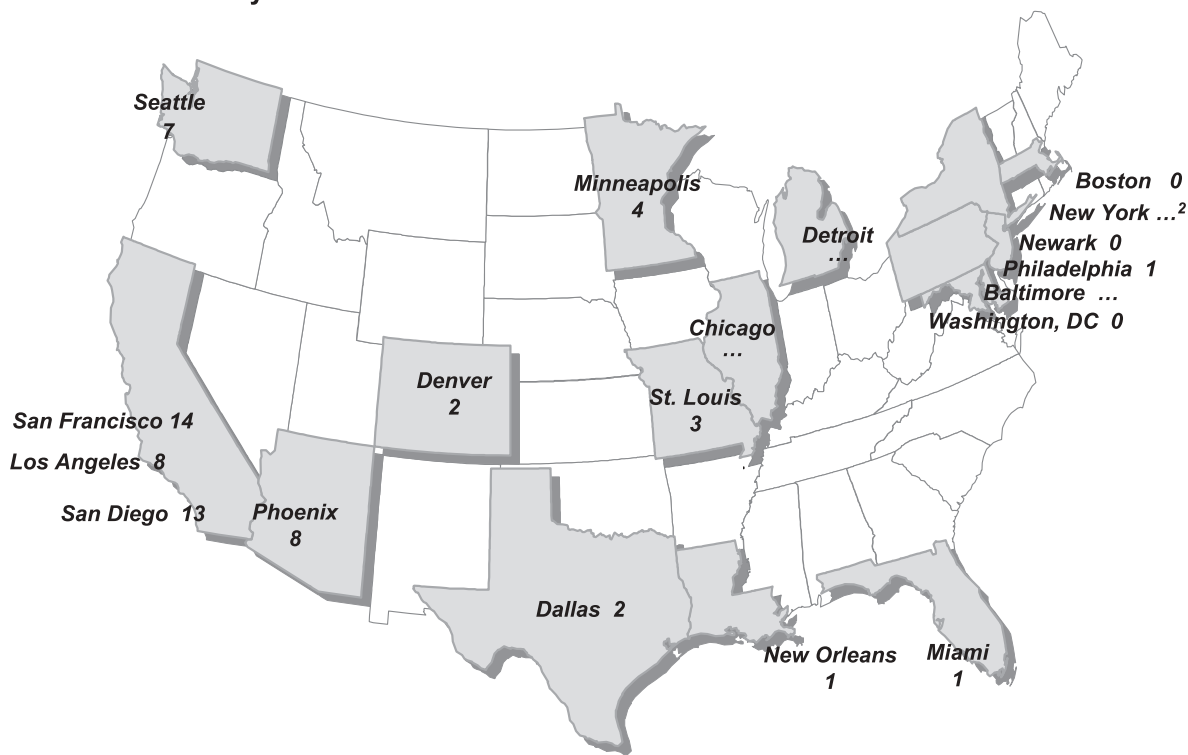 Seattle
7
Minneapolis
4
Detroit
...
Boston 0
New York ...²
Newark 0
Philadelphia 1
Baltimore ...
Washington, DC 0
Chicago
...
Denver
2
St. Louis
3
San Francisco 14
Los Angeles 8
San Diego 13
Phoenix
8
Dallas 2
New Orleans
1
Miami
1